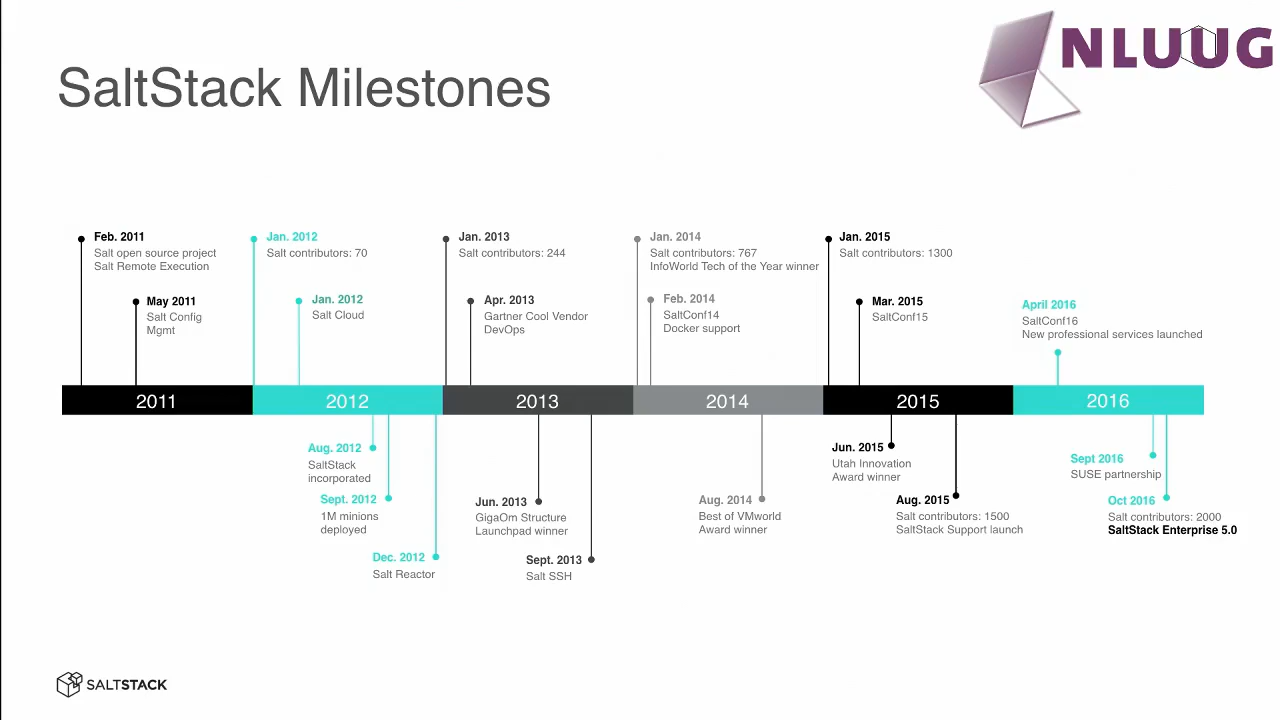 NLUUG
SaltStack Milestones
Feb. 2011
Salt open source project
Salt Remote Execution
May 2011
Salt Config
Mgmt
Jan. 2012
Salt contributors: 70
Jan. 2012
Salt Cloud
Jan. 2013
Salt contributors: 244
Apr. 2013
Gartner Cool Vendor
DevOps
Jan. 2014
Salt contributors: 767
InfoWorld Tech of the Year winner
Feb. 2014
SaltConf14
Docker support
Jan. 2015
Salt contributors: 1300
Mar. 2015
SaltConf15
April 2016
SaltConf16
New professional services launched
2011
2012
2013
2014
2015
2016
Aug. 2012
SaltStack
incorporated
Sept. 2012
1M minions
deployed
Dec. 2012
Salt Reactor
Jun. 2013
GigaOm Structure
Launchpad winner
Sept. 2013
Salt SSH
Aug. 2014
Best of VMworld
Award winner
Jun. 2015
Utah Innovation
Award winner
Aug. 2015
Salt contributors: 1500
SaltStack Support launch
Sept 2016
SUSE partnership
Oct 2016
Salt contributors: 2000
SaltStack Enterprise 5.0
SALTSTACK